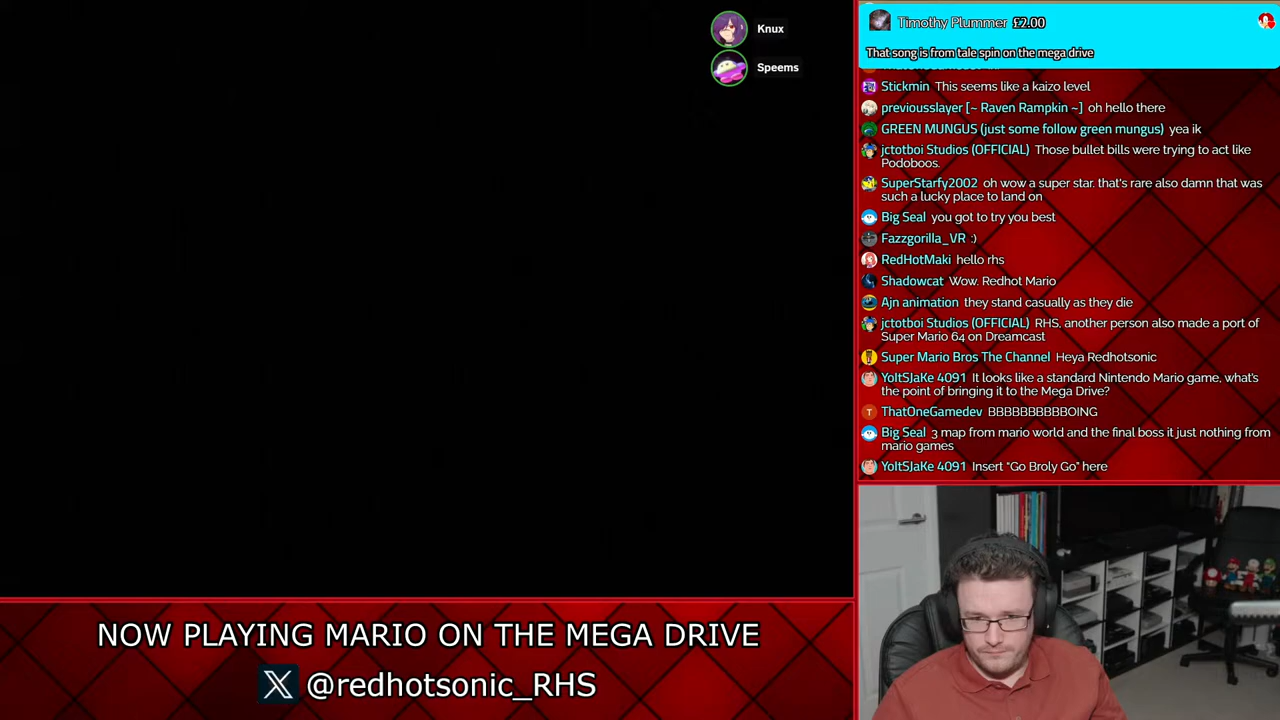 Knux
Speems
Timothy Plummer £2.00
That song is from tale spin on the mega drive
Stickmin This seems like a kaizo level
previousslayer [~ Raven Rampkin ~] oh hello there
GREEN MUNGUS (just some follow green mungus) yea ik
jctotboi Studios (OFFICIAL) Those bullet bills were trying to act like
Podoboos.
SuperStarfy2002 oh wow a super star. that's rare also damn that was
such a lucky place to land on
Big Seal you got to try you best
Fazzgorilla_VR :)
RedHotMaki hello rhs
Shadowcat Wow. Redhot Mario
Ajn animation they stand casually as they die
jctotboi Studios (OFFICIAL) RHS, another person also made a port of
Super Mario 64 on Dreamcast
Super Mario Bros The Channel Heya Redhotsonic
YoItSJaKe 4091 It looks like a standard Nintendo Mario game, what's
the point of bringing it to the Mega Drive?
T ThatOneGamedev BBBBBBBBBBOING
Big Seal 3 map from mario world and the final boss it just nothing from
mario games
YoItSJaKe 4091 Insert "Go Broly Go" here
NOW PLAYING MARIO ON THE MEGA DRIVE
X @redhotsonic_RHS